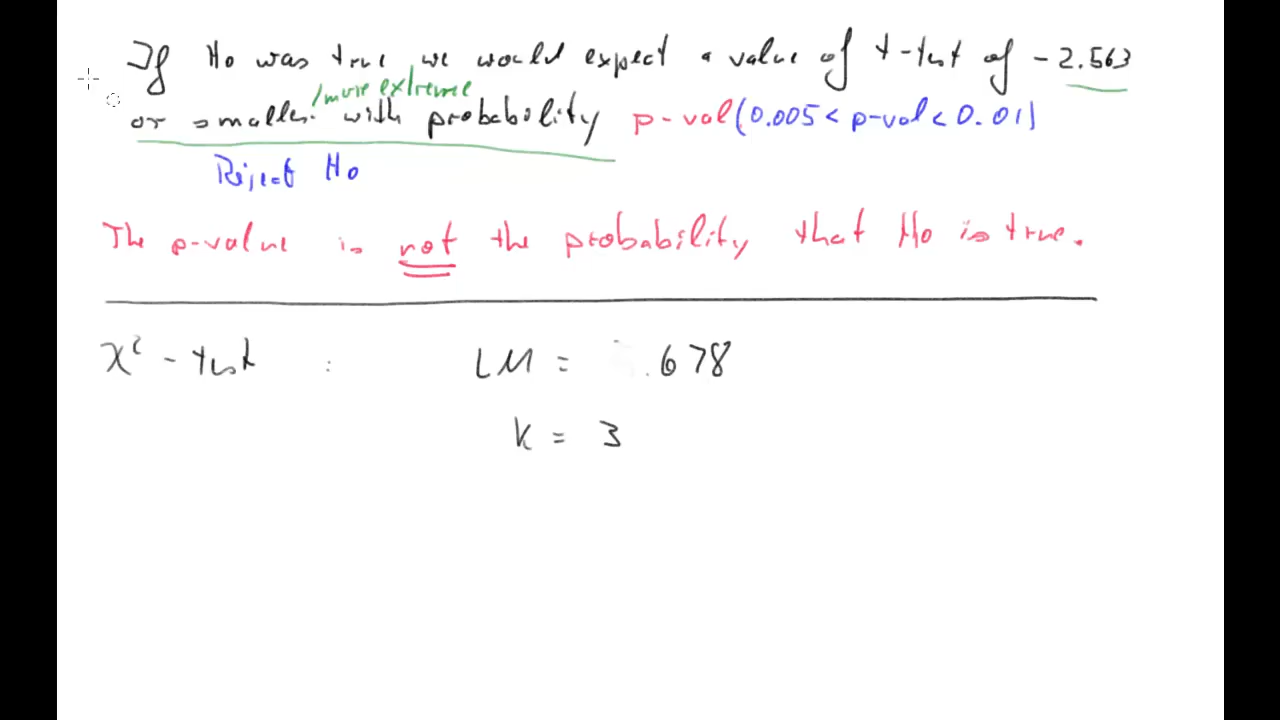 If Ho was true we would expect a value of t-test of -2.563
/more extreme
or smaller with probability p-val (0.005 < p-val < 0.01)
Reject Ho
The p-value is not the probability that Ho is true.
χ² - test : LM = .678
k = 3